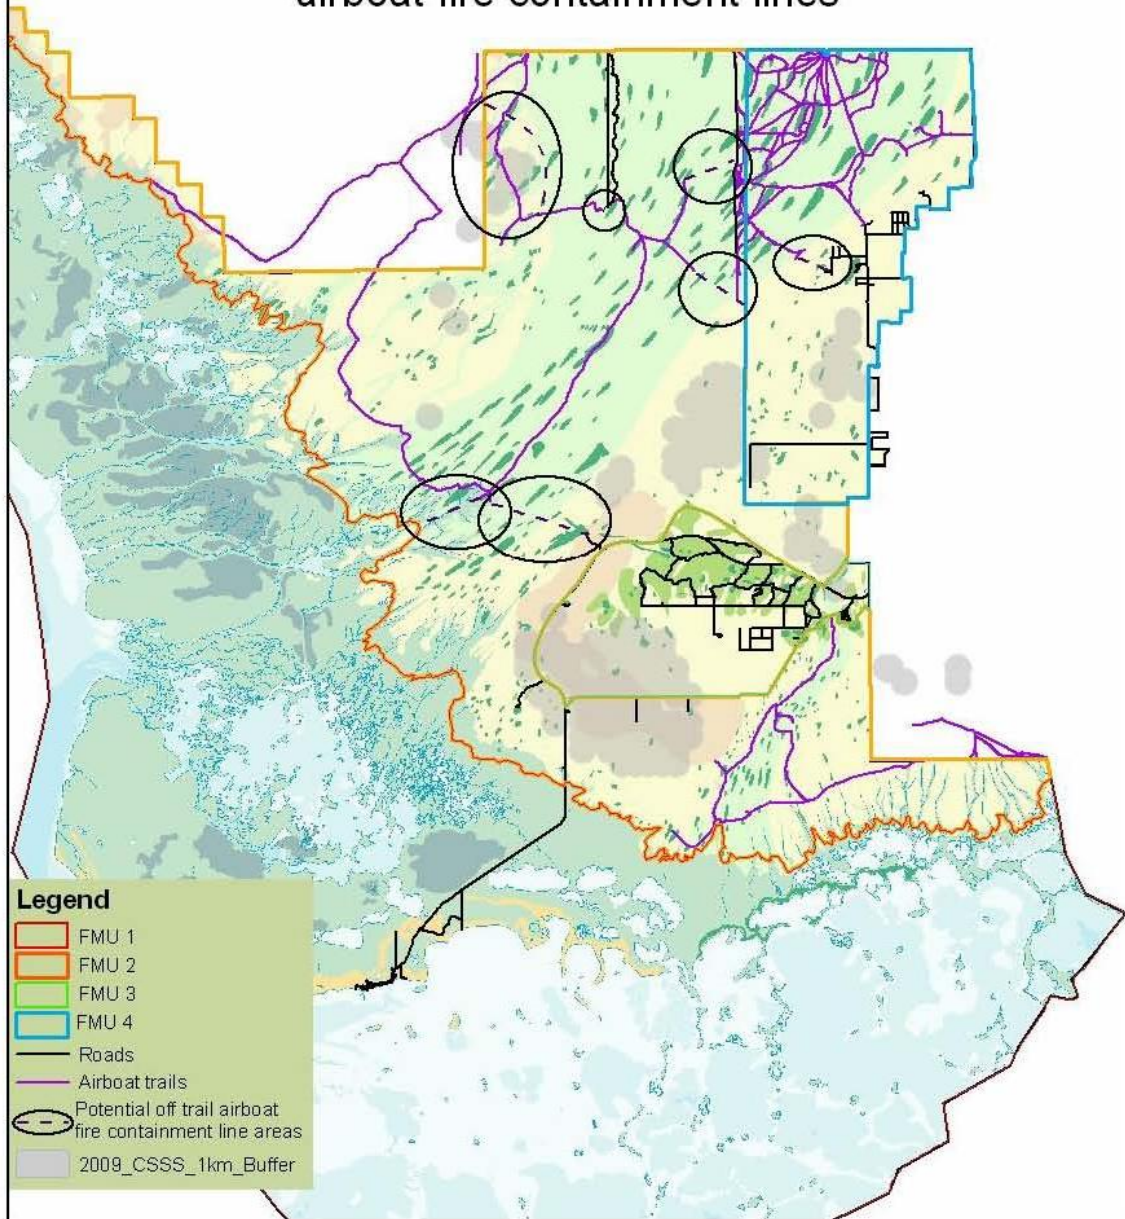 airboat fire containment lines
Legend
FMU 1
FMU 2
FMU 3
FMU 4
Roads
Airboat trails
Potential off trail airboat
fire containment line areas
2009_CSSS_1km_Buffer